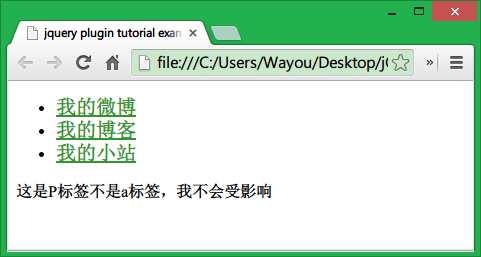 jquery plugin tutorial exan
file:///C:/Users/Wayou/Desktop/jQ
我的微博
我的博客
我的小站
这是P标签不是a标签，我不会受影响